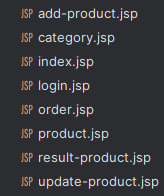 JSP add-product.jsp
JSP category.jsp
JSP index.jsp
JSP login.jsp
JSP order.jsp
JSP product.jsp
JSP result-product.jsp
JSP update-product.jsp